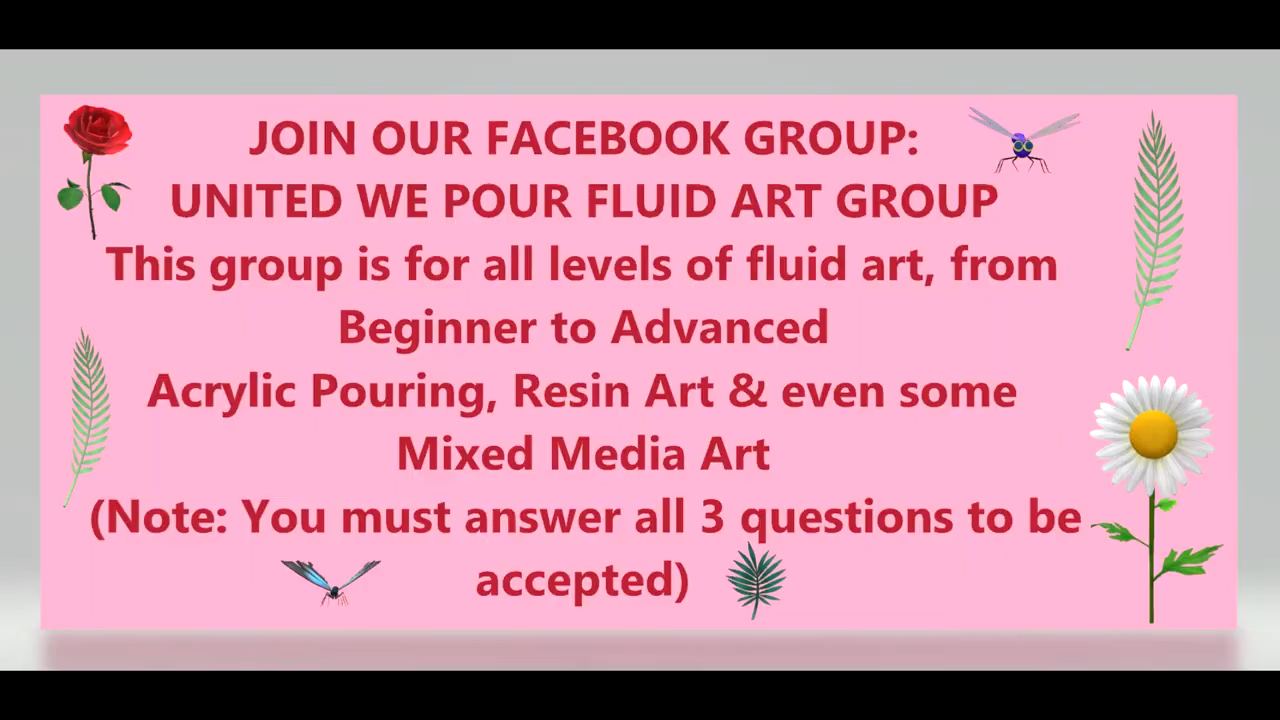 JOIN OUR FACEBOOK GROUP:
UNITED WE POUR FLUID ART GROUP
This group is for all levels of fluid art, from
Beginner to Advanced
Acrylic Pouring, Resin Art & even some
Mixed Media Art
(Note: You must answer all 3 questions to be
accepted)